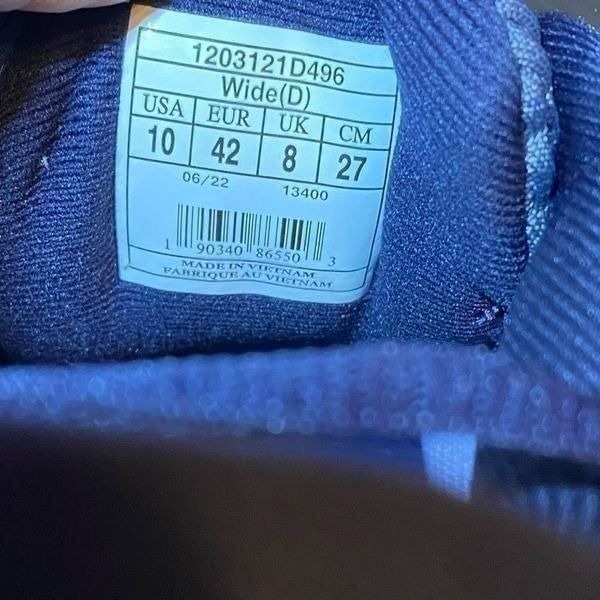 1203121D496
Wide(D)
USA EUR UK CM
10 42 8 27
06/22 13400
1 90340 86550 3
MADE IN VIETNAM
FABRIQUE AU VIETNAM